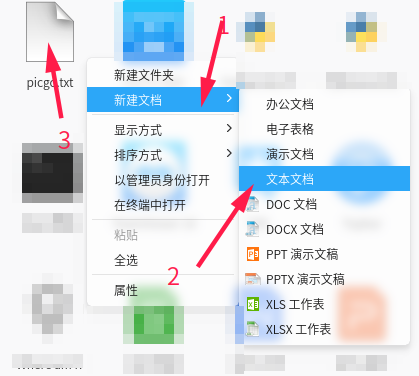 1
picgo.txt
3
新建文件夹
新建文档
显示方式
排序方式
以管理员身份打开
在终端中打开
粘贴
全选
属性
2
办公文档
电子表格
演示文档
文本文档
DOC 文档
DOCX 文档
PPT 演示文稿
PPTX 演示文稿
XLS 工作表
XLSX 工作表